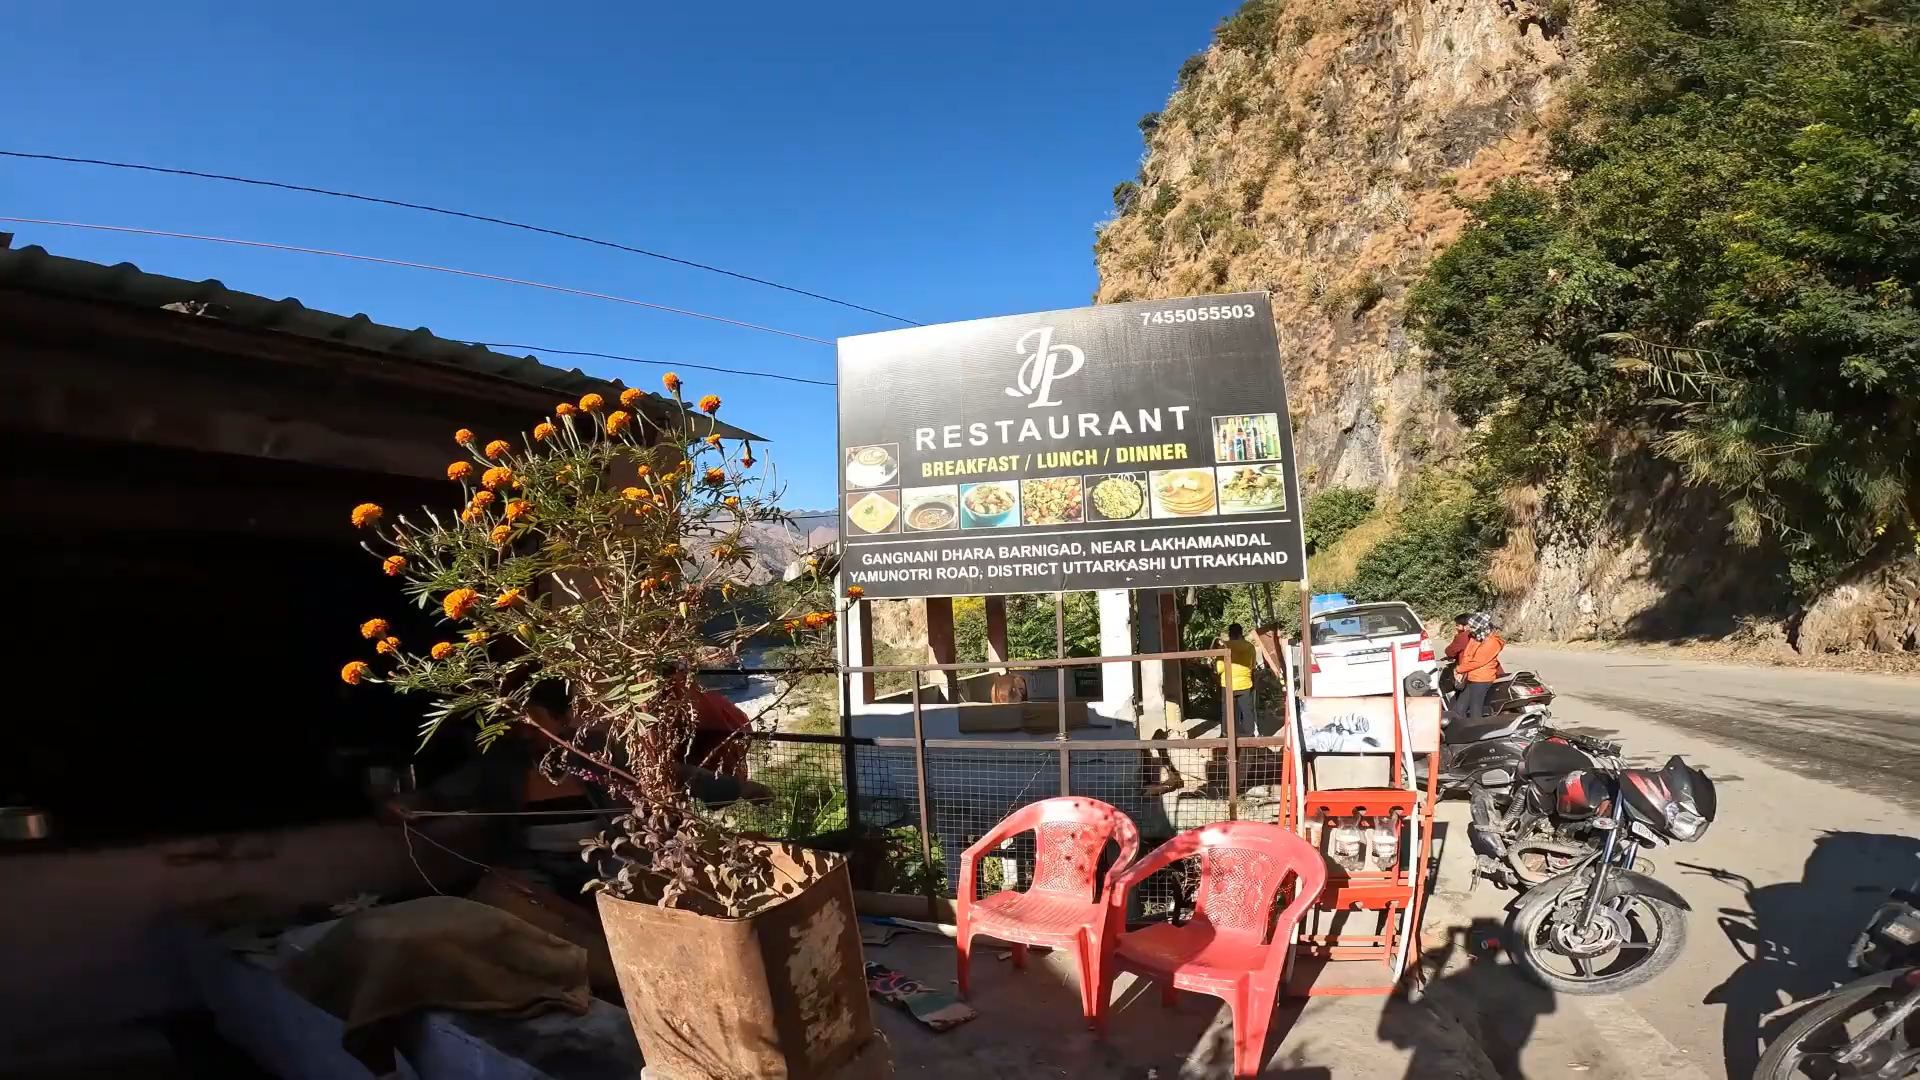 7455055503
JP
RESTAURANT
BREAKFAST / LUNCH / DINNER
GANGNANI DHARA BARNIGAD, NEAR LAKHAMANDAL
YAMUNOTRI ROAD, DISTRICT UTTARKASHI UTTRAKHAND